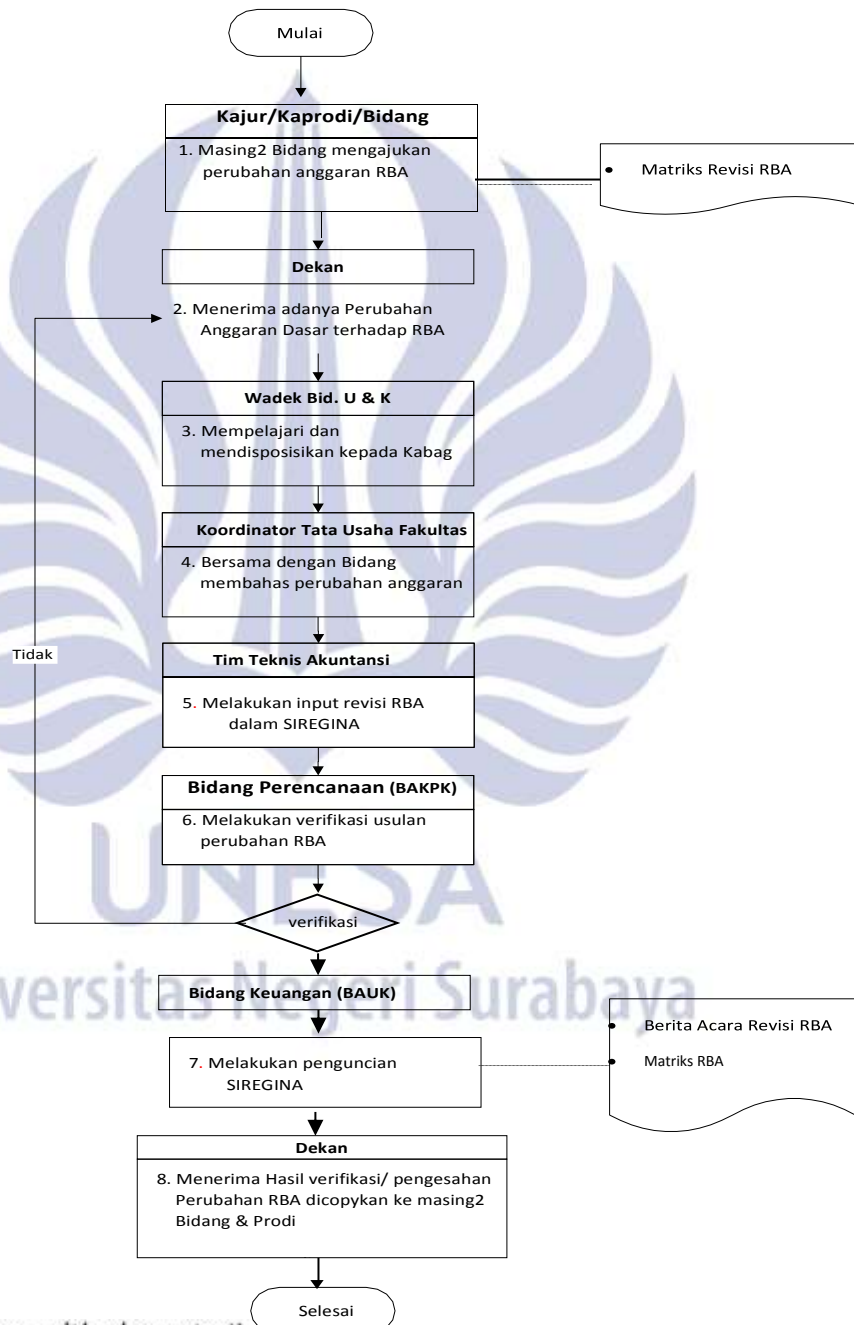 Mulai
Kajur/Kaprodi/Bidang
1. Masing2 Bidang mengajukan
perubahan anggaran RBA
• Matriks Revisi RBA
Dekan
2. Menerima adanya Perubahan
Anggaran Dasar terhadap RBA
Wadek Bid. U & K
3. Mempelajari dan
mendisposisikan kepada Kabag
Koordinator Tata Usaha Fakultas
4. Bersama dengan Bidang
membahas perubahan anggaran
Tidak
Tim Teknis Akuntansi
5. Melakukan input revisi RBA
dalam SIREGINA
Bidang Perencanaan (BAKPK)
6. Melakukan verifikasi usulan
perubahan RBA
UNESA
verifikasi
versitas Negeri Surabaya
Bidang Keuangan (BAUK)
• Berita Acara Revisi RBA
• Matriks RBA
7. Melakukan penguncian
SIREGINA
Dekan
8. Menerima Hasil verifikasi/ pengesahan
Perubahan RBA dicopykan ke masing2
Bidang & Prodi
Selesai